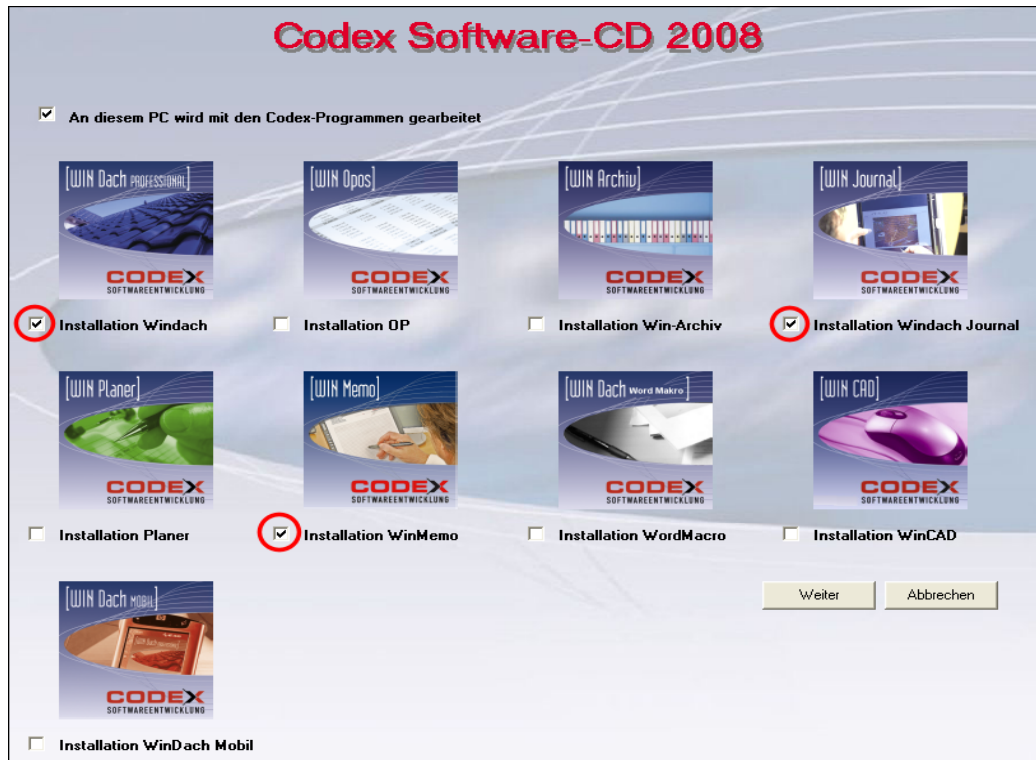 Codex Software-CD 2008
An diesem PC wird mit den Codex-Programmen gearbeitet
[WIN Dach PROFESSIONAL]
[WIN Opos]
[WIN Archiv]
[WIN Journal]
CODEX
SOFTWAREENTWICKLUNG
CODEX
SOFTWAREENTWICKLUNG
CODEX
SOFTWAREENTWICKLUNG
CODEX
SOFTWAREENTWICKLUNG
Installation Windach
Installation OP
Installation Win-Archiv
Installation Windach Journal
[WIN Planer]
[WIN Memo]
[WIN Dach Word Makro]
[WIN CAD]
CODEX
SOFTWAREENTWICKLUNG
CODEX
SOFTWAREENTWICKLUNG
CODEX
SOFTWAREENTWICKLUNG
CODEX
SOFTWAREENTWICKLUNG
Installation Planer
Installation WinMemo
Installation WordMacro
Installation WinCAD
[WIN Dach MOBIL]
CODEX
SOFTWAREENTWICKLUNG
Weiter
Abbrechen
Installation WinDach Mobil